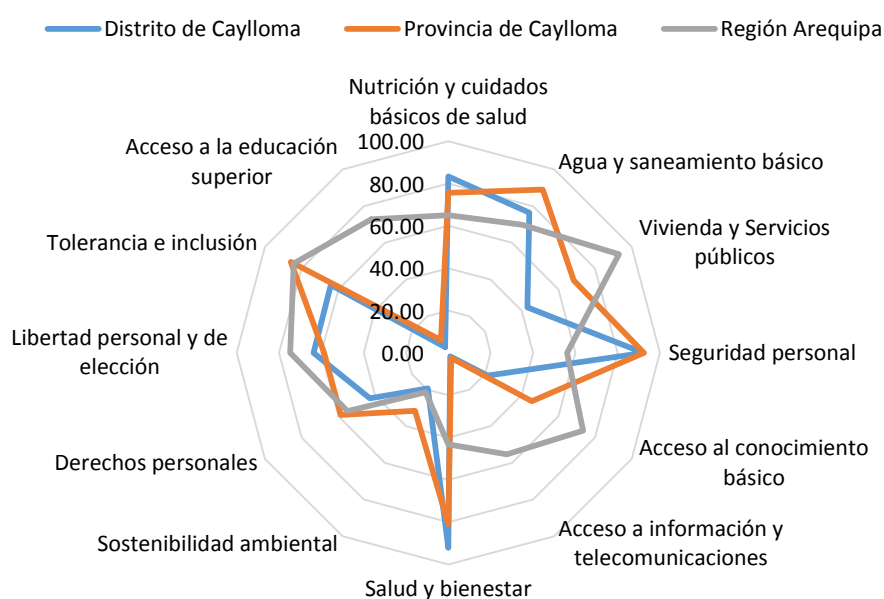 Distrito de Caylloma
Provincia de Caylloma
Región Arequipa
Nutrición y cuidados
básicos de salud
Agua y saneamiento básico
Vivienda y Servicios
públicos
Seguridad personal
Acceso al conocimiento
básico
Acceso a información y
telecomunicaciones
Salud y bienestar
Sostenibilidad ambiental
Derechos personales
Libertad personal y de
elección
Tolerancia e inclusión
Acceso a la educación
superior
100.00
80.00
60.00
40.00
20.00
0.00